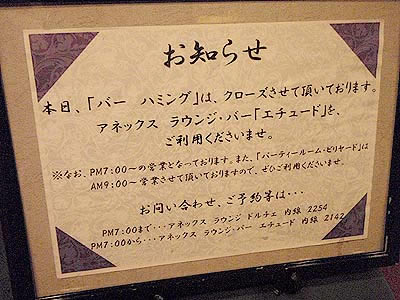 お知らせ
本日、「バー ハミング」は、クローズさせて頂いております。
アネックス ラウンジ・バー「エチュード」を、
ご利用くださいませ。
※なお、PM7:00〜の営業となっております。また、「パーティールーム・ビリヤード」は
AM9:00〜営業させて頂いておりますので、ぜひご利用くださいませ。
お問い合わせ、ご予約等は・・・
PM7:00まで・・・アネックス ラウンジ ドルチェ 内線 2254
PM7:00から・・・アネックス ラウンジ・バー エチュード 内線 2142